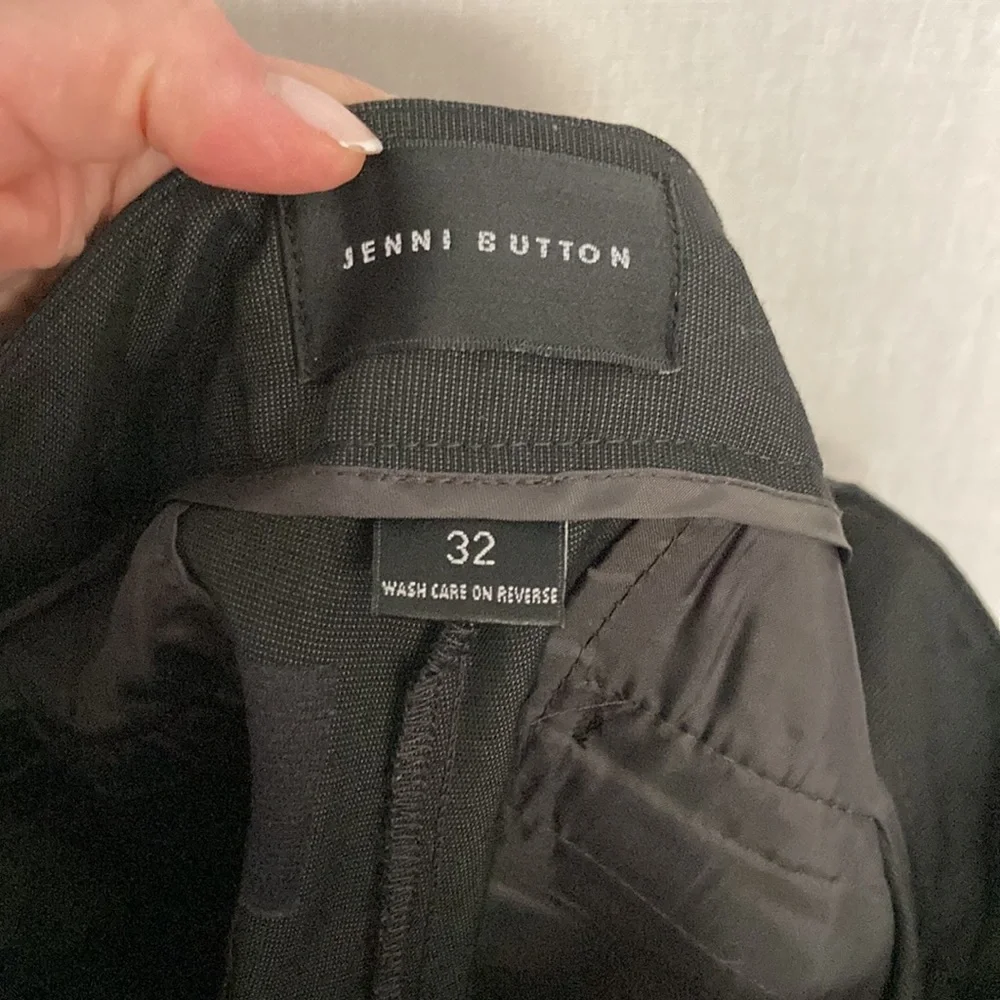 JENNI BUTTON
32
WASH CARE ON REVERSE